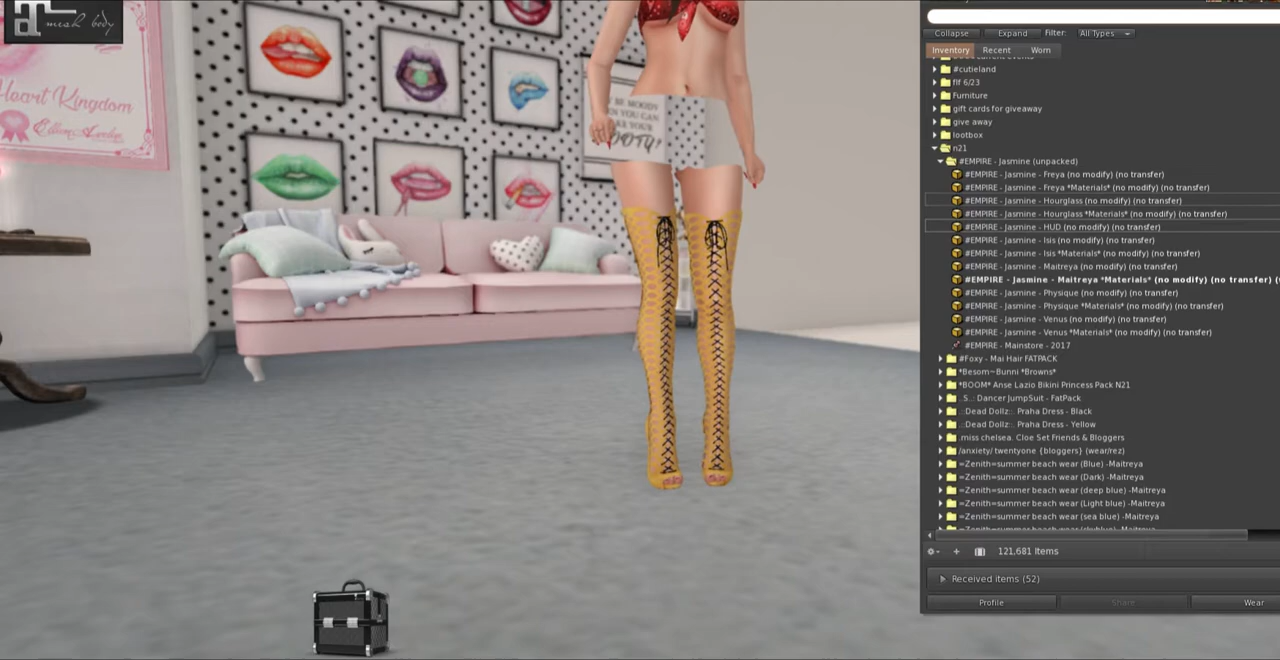 mesh body
Heart Kingdom
BE MOODY
YOU CAN
Collapse
Expand
Filter:
All Types
Inventory
Recent
Worn
#cutieland
flf 6/23
Furniture
gift cards for giveaway
give away
lootbox
n21
#EMPIRE - Jasmine (unpacked)
#EMPIRE - Jasmine - Freya (no modify) (no transfer)
#EMPIRE - Jasmine - Freya *Materials* (no modify) (no transfer)
#EMPIRE - Jasmine - Hourglass (no modify) (no transfer)
#EMPIRE - Jasmine - Hourglass *Materials* (no modify) (no transfer)
#EMPIRE - Jasmine - HUD (no modify) (no transfer)
#EMPIRE - Jasmine - Isis (no modify) (no transfer)
#EMPIRE - Jasmine - Isis *Materials* (no modify) (no transfer)
#EMPIRE - Jasmine - Maitreya (no modify) (no transfer)
#EMPIRE - Jasmine - Maitreya *Materials* (no modify) (no transfer) (
#EMPIRE - Jasmine - Physique (no modify) (no transfer)
#EMPIRE - Jasmine - Physique *Materials* (no modify) (no transfer)
#EMPIRE - Jasmine - Venus (no modify) (no transfer)
#EMPIRE - Jasmine - Venus *Materials* (no modify) (no transfer)
#EMPIRE - Mainstore - 2017
#Foxy - Mai Hair FATPACK
*Besom~Bunni *Browns*
*BOOM* Anse Lazio Bikini Princess Pack N21
.:S.: Dancer JumpSuit - FatPack
.::Dead Dollz::. Praha Dress - Black
.::Dead Dollz::. Praha Dress - Yellow
.miss chelsea. Cloe Set Friends & Bloggers
/anxiety/ twentyone {bloggers} (wear/rez)
=Zenith=summer beach wear (Blue) -Maitreya
=Zenith=summer beach wear (Dark) -Maitreya
=Zenith=summer beach wear (deep blue) -Maitreya
=Zenith=summer beach wear (Light blue) -Maitreya
=Zenith=summer beach wear (sea blue) -Maitreya
121,681 Items
Received items (52)
Profile
Share
Wear